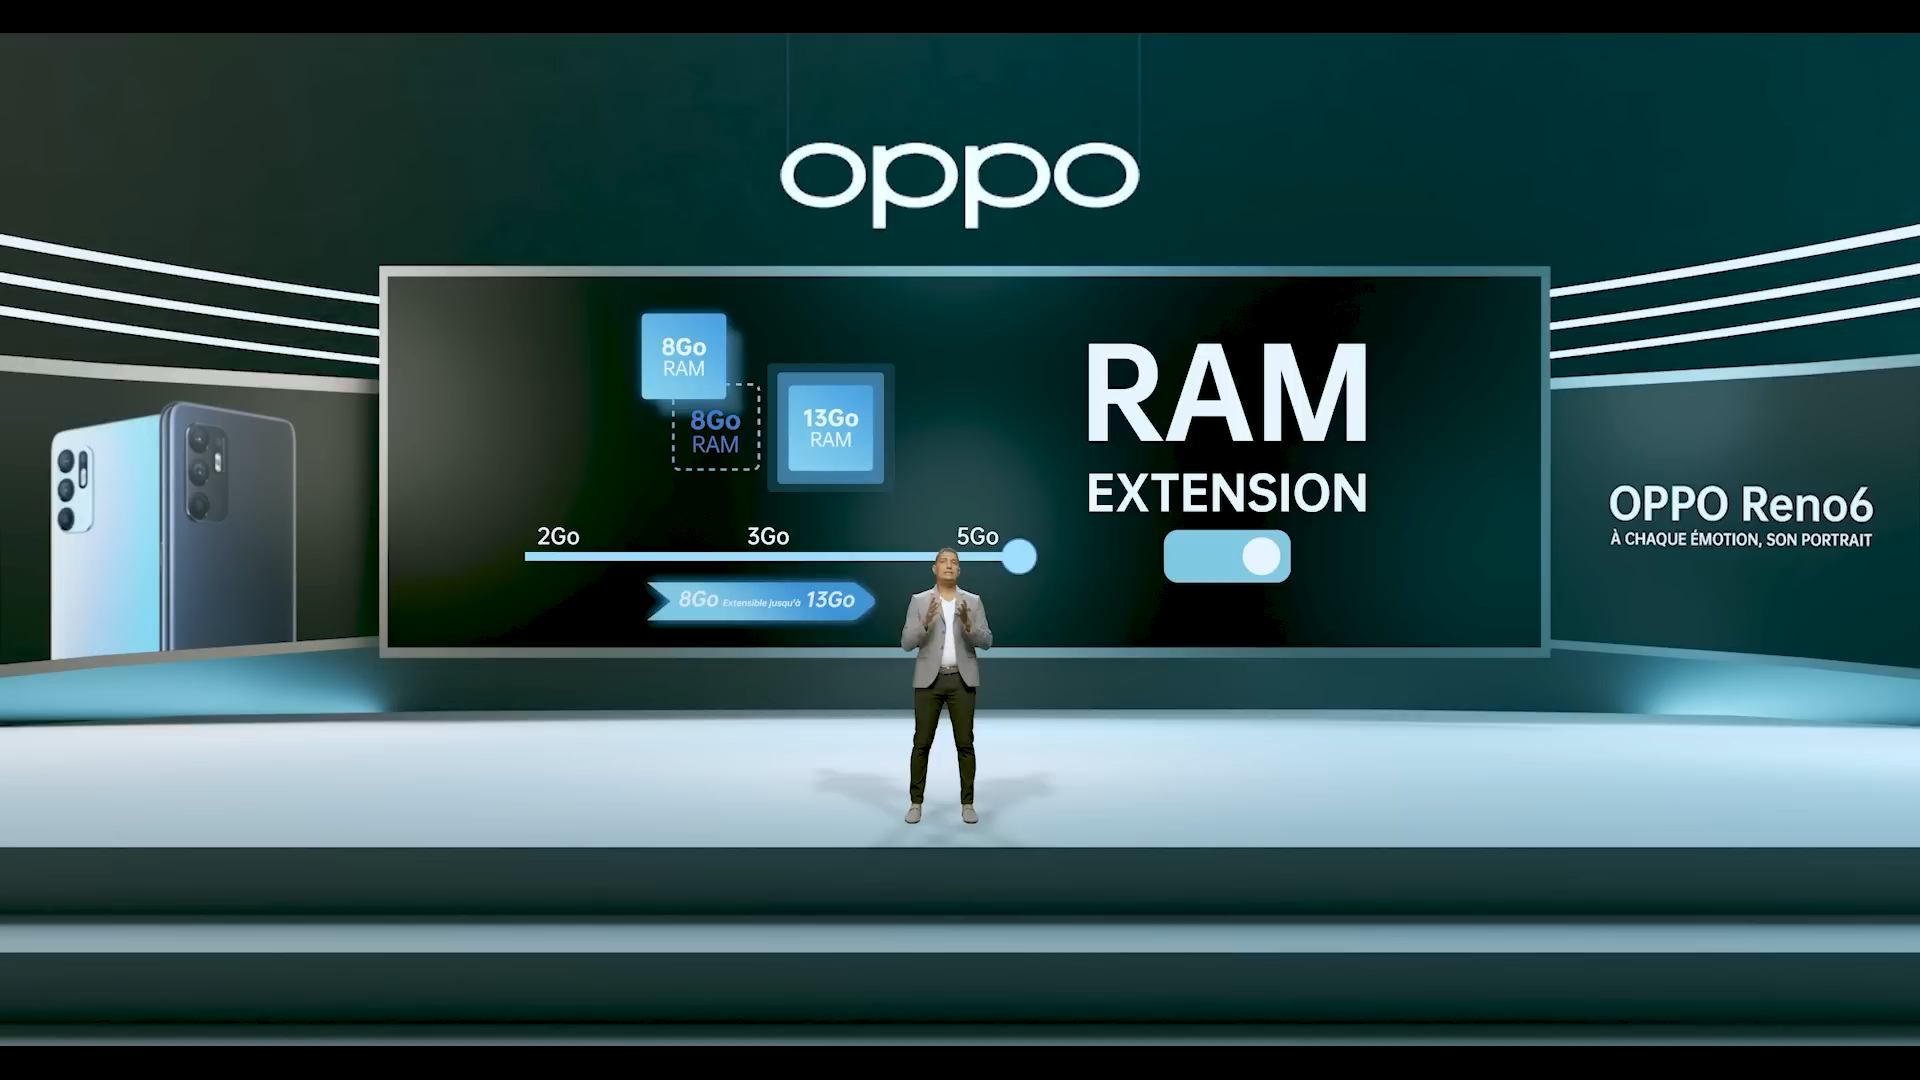 oppo
8Go
RAM
8Go
RAM
13Go
RAM
RAM
EXTENSION
2Go 3Go 5Go
8Go Extensible jusqu'à 13Go
OPPO Reno6
À CHAQUE ÉMOTION, SON PORTRAIT